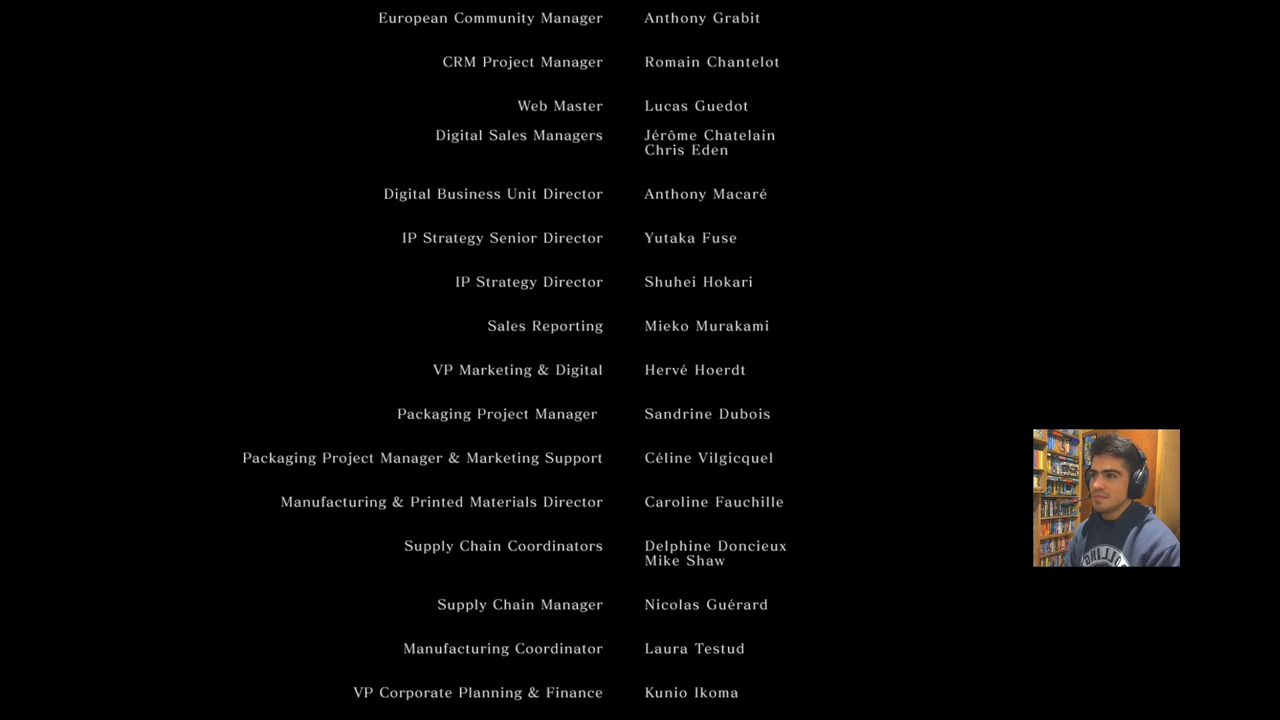 European Community Manager Anthony Grabit
CRM Project Manager Romain Chantelot
Web Master Lucas Guedot
Digital Sales Managers Jérôme Chatelain
Chris Eden
Digital Business Unit Director Anthony Macaré
IP Strategy Senior Director Yutaka Fuse
IP Strategy Director Shuhei Hokari
Sales Reporting Mieko Murakami
VP Marketing & Digital Hervé Hoerdt
Packaging Project Manager Sandrine Dubois
Packaging Project Manager & Marketing Support Céline Vilgicquel
Manufacturing & Printed Materials Director Caroline Fauchille
Supply Chain Coordinators Delphine Doncieux
Mike Shaw
Supply Chain Manager Nicolas Guérard
Manufacturing Coordinator Laura Testud
VP Corporate Planning & Finance Kunio Ikoma